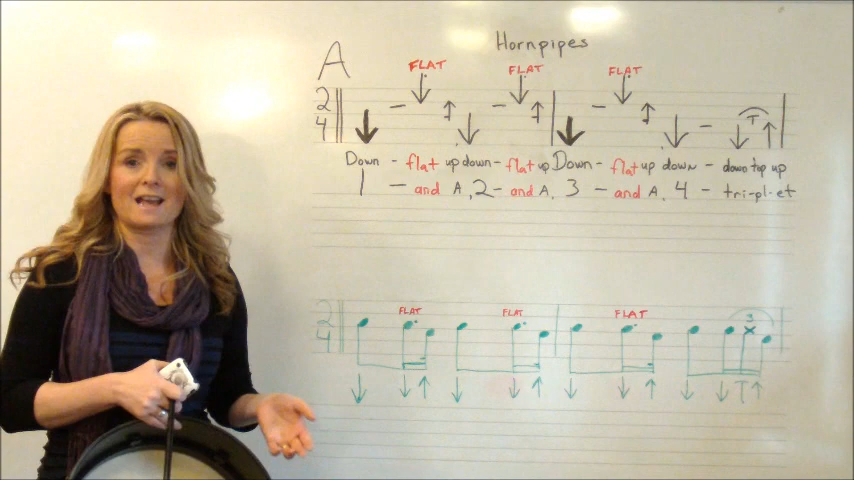 Hornpipes
A
FLAT FLAT FLAT
2
4
T
Down - flat up down - flat up Down - flat up down - down top up
1 - and A, 2 - and A, 3 - and A, 4 - tri-pl-et
FLAT FLAT FLAT
3
2
4
T